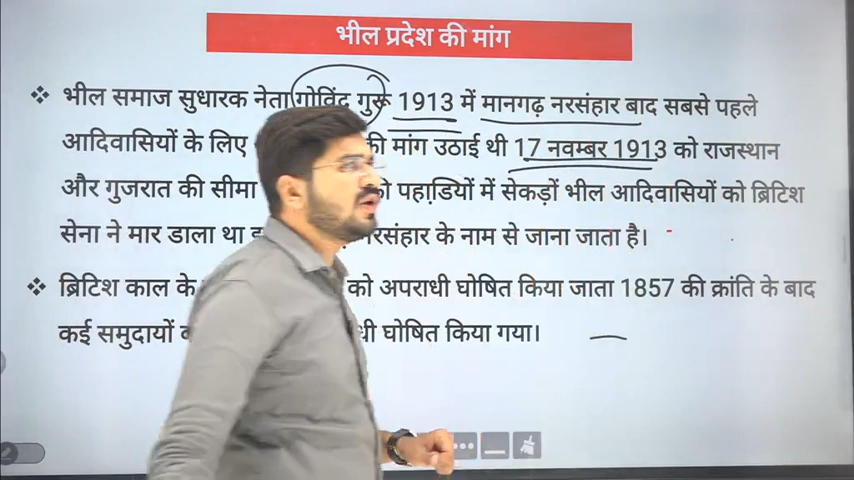 भील प्रदेश की मांग
❖ भील समाज सुधारक नेता गोविंद गुरू 1913 में मानगढ़ नरसंहार बाद सबसे पहले
आदिवासियों के लिए की मांग उठाई थी 17 नवम्बर 1913 को राजस्थान
और गुजरात की सीमा पहाडि़यों में सेकड़ों भील आदिवासियों को ब्रिटिश
सेना ने मार डाला था नरसंहार के नाम से जाना जाता है।
❖ ब्रिटिश काल के को अपराधी घोषित किया जाता 1857 की क्रांति के बाद
कई समुदायों घोषित किया गया।